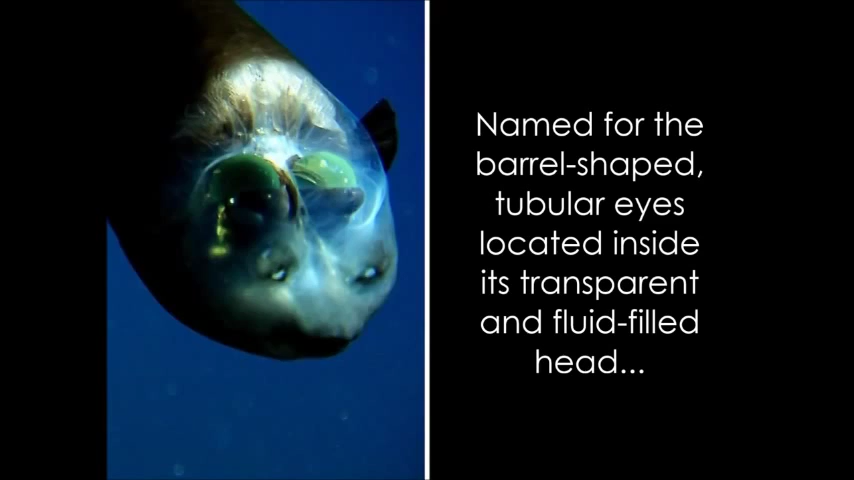 Named for the
barrel-shaped,
tubular eyes
located inside
its transparent
and fluid-filled
head...